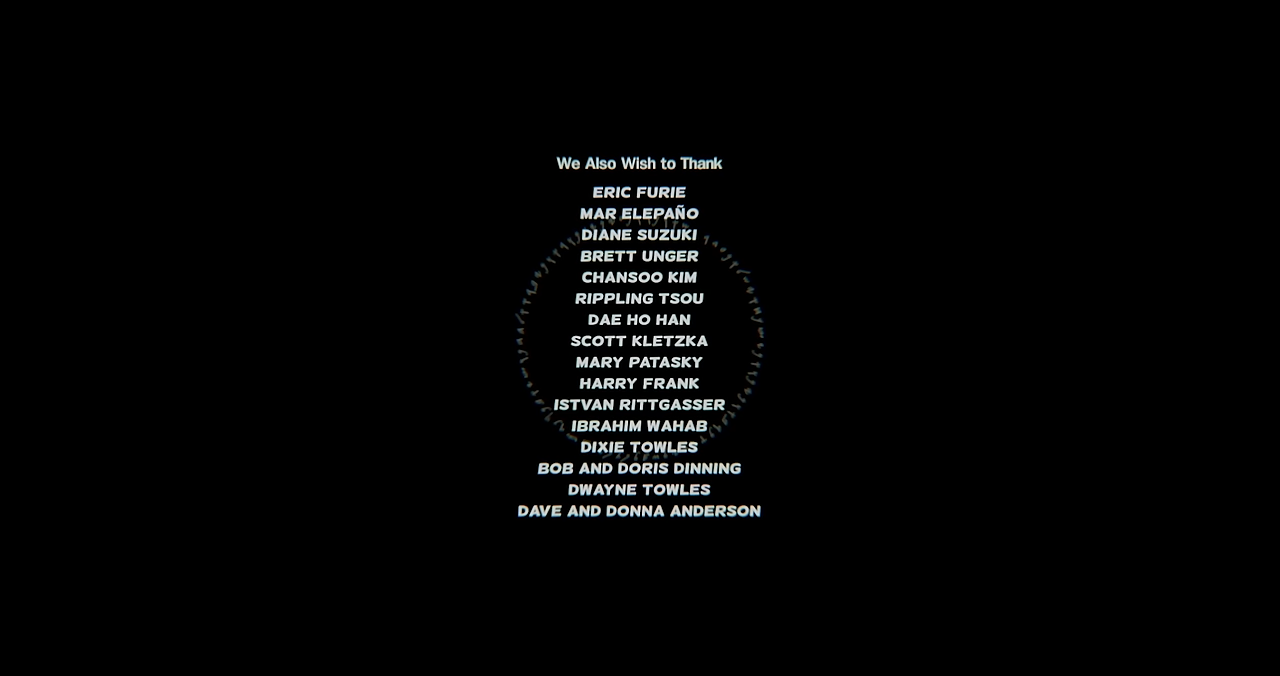 We Also Wish to Thank
ERIC FURIE
MAR ELEPAÑO
DIANE SUZUKI
BRETT UNGER
CHANSOO KIM
RIPPLING TSOU
DAE HO HAN
SCOTT KLETZKA
MARY PATASKY
HARRY FRANK
ISTVAN RITTGASSER
IBRAHIM WAHAB
DIXIE TOWLES
BOB AND DORIS DINNING
DWAYNE TOWLES
DAVE AND DONNA ANDERSON